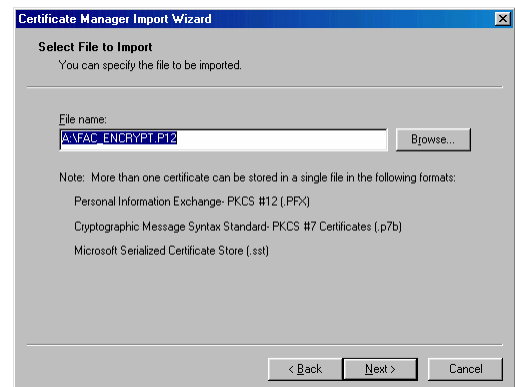 Certificate Manager Import Wizard
Select File to Import
You can specify the file to be imported.
File name:
A:\FAC_ENCRYPT.P12
Browse...
Note: More than one certificate can be stored in a single file in the following formats:
Personal Information Exchange- PKCS #12 (.PFX)
Cryptographic Message Syntax Standard- PKCS #7 Certificates (.p7b)
Microsoft Serialized Certificate Store (.sst)
< Back
Next >
Cancel